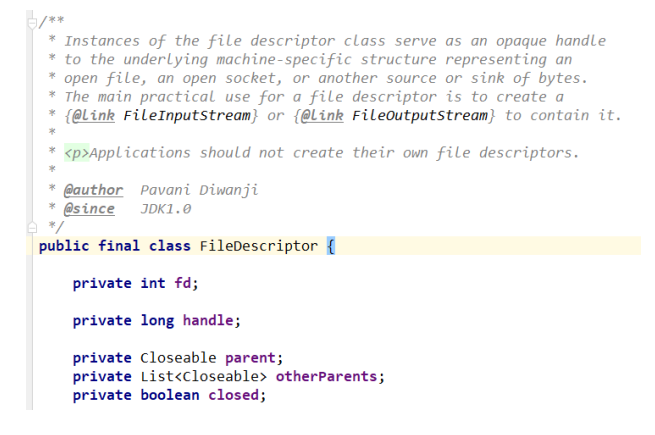 /**
* Instances of the file descriptor class serve as an opaque handle
* to the underlying machine-specific structure representing an
* open file, an open socket, or another source or sink of bytes.
* The main practical use for a file descriptor is to create a
* {@link FileInputStream} or {@link FileOutputStream} to contain it.
*
* <p>Applications should not create their own file descriptors.
*
* @author Pavani Diwanji
* @since JDK1.0
*/
public final class FileDescriptor {
private int fd;
private long handle;
private Closeable parent;
private List<Closeable> otherParents;
private boolean closed;